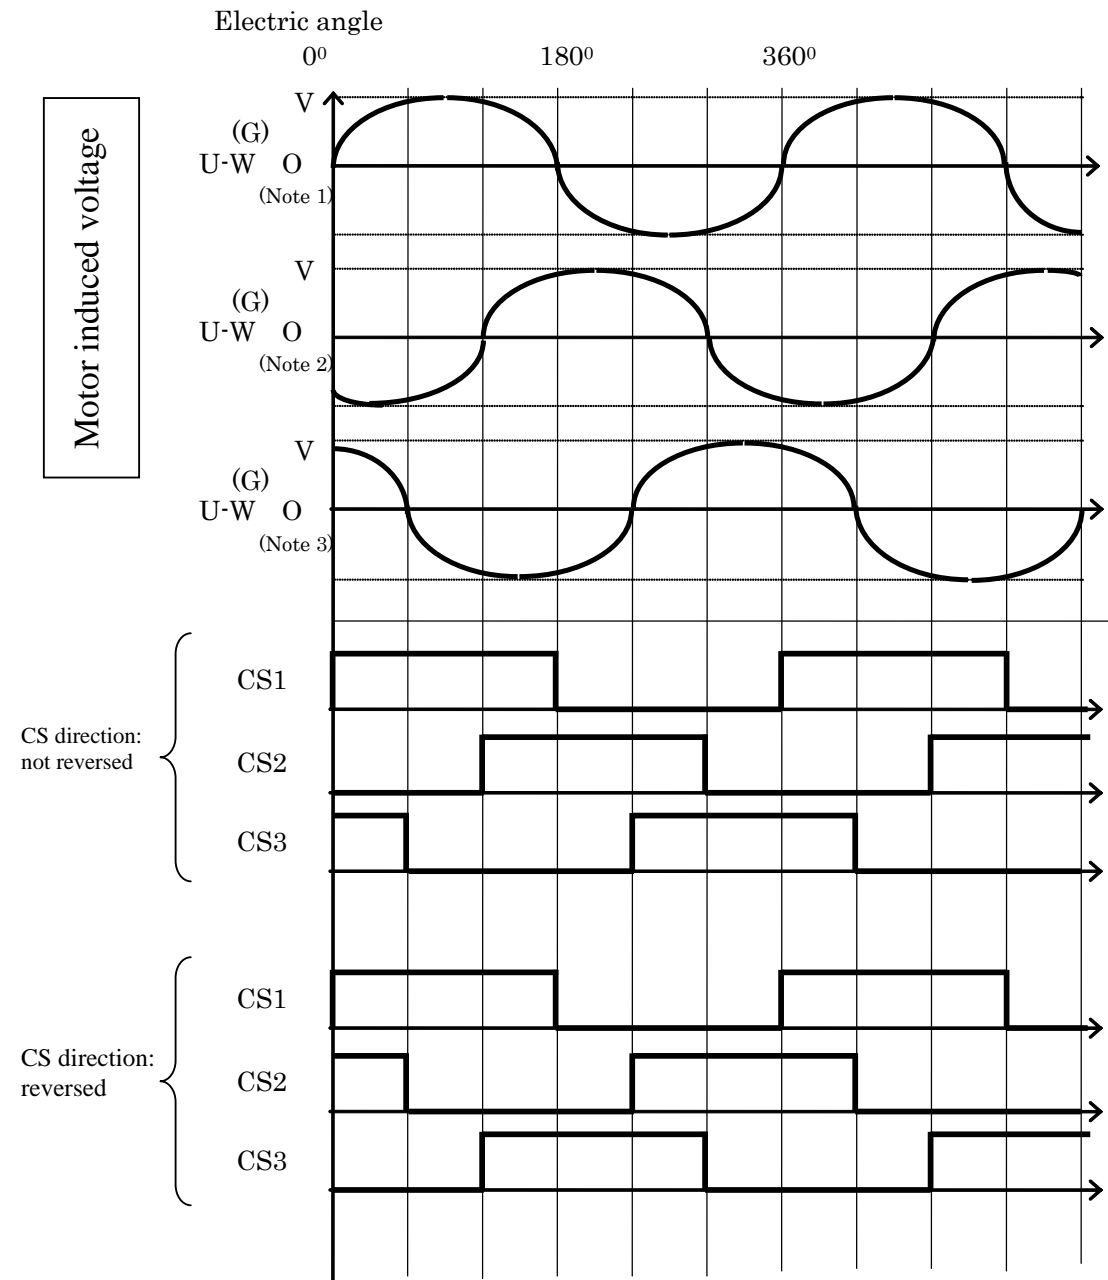 Electric angle
0⁰ 180⁰ 360⁰
Motor induced voltage
V
(G)
U-W O
(Note 1)
V
(G)
U-W O
(Note 2)
V
(G)
U-W O
(Note 3)
CS direction:
not reversed
CS1
CS2
CS3
CS direction:
reversed
CS1
CS2
CS3